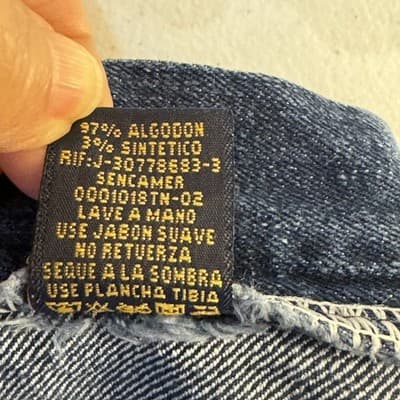 97% ALGODON
3% SINTETICO
RIF:J-30778683-3
SENCAMER
0001018TN-02
LAVE A MANO
USE JABON SUAVE
NO RETUERZA
SEQUE A LA SOMBRA
USE PLANCHA TIBIA